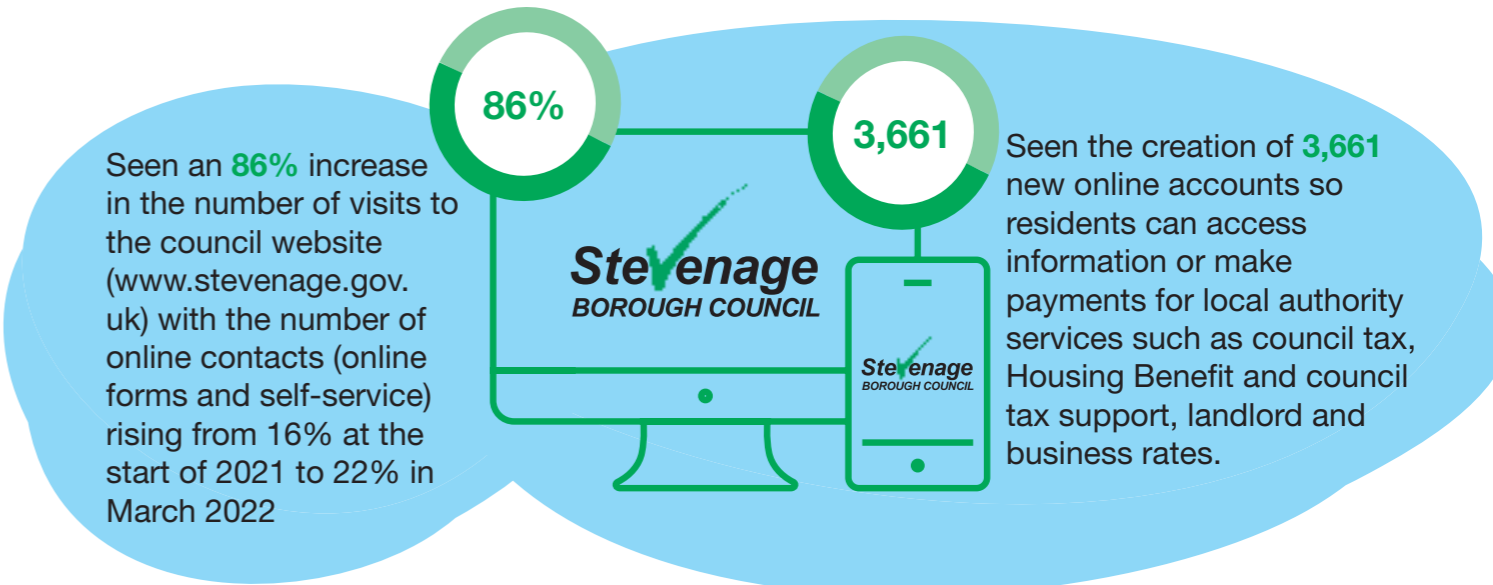 86%
Seen an 86% increase
in the number of visits to
the council website
(www.stevenage.gov.
uk) with the number of
online contacts (online
forms and self-service)
rising from 16% at the
start of 2021 to 22% in
March 2022
Stevenage
BOROUGH COUNCIL
Stevenage
BOROUGH COUNCIL
3,661
Seen the creation of 3,661
new online accounts so
residents can access
information or make
payments for local authority
services such as council tax,
Housing Benefit and council
tax support, landlord and
business rates.